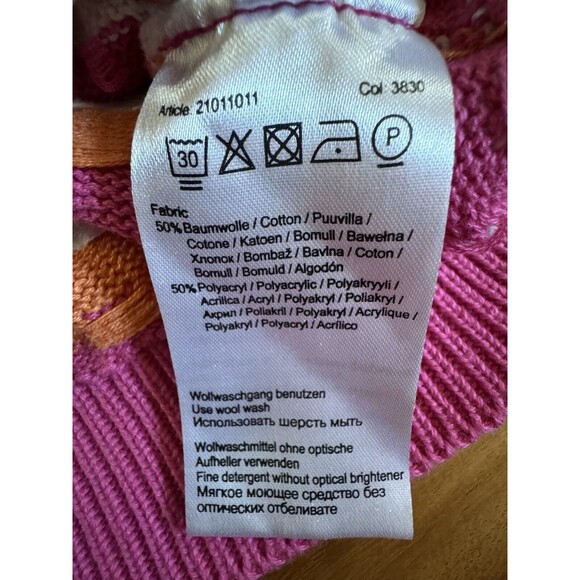 Article 21011011 Col 3830
30 P
Fabric
50% Baumwolle / Cotton / Puuvilla /
Cotone / Katoen / Bomull / Bawełna /
Хлопок / Bombaž / Bavlna / Coton /
Bomull / Bomuld / Algodón
50% Polyacryl / Polyacrylic / Polyakryyli /
Acrilica / Acryl / Polyakryl / Poliakryl /
Акрил / Poliakril / Polyakryl / Acrylique /
Polyakryl / Polyacryl / Acrílico
Wollwaschgang benutzen
Use wool wash
Использовать шерсть мыть
Wollwaschmittel ohne optische
Aufheller verwenden
Fine detergent without optical brightener
Мягкое моющее средство без
оптических отбеливате